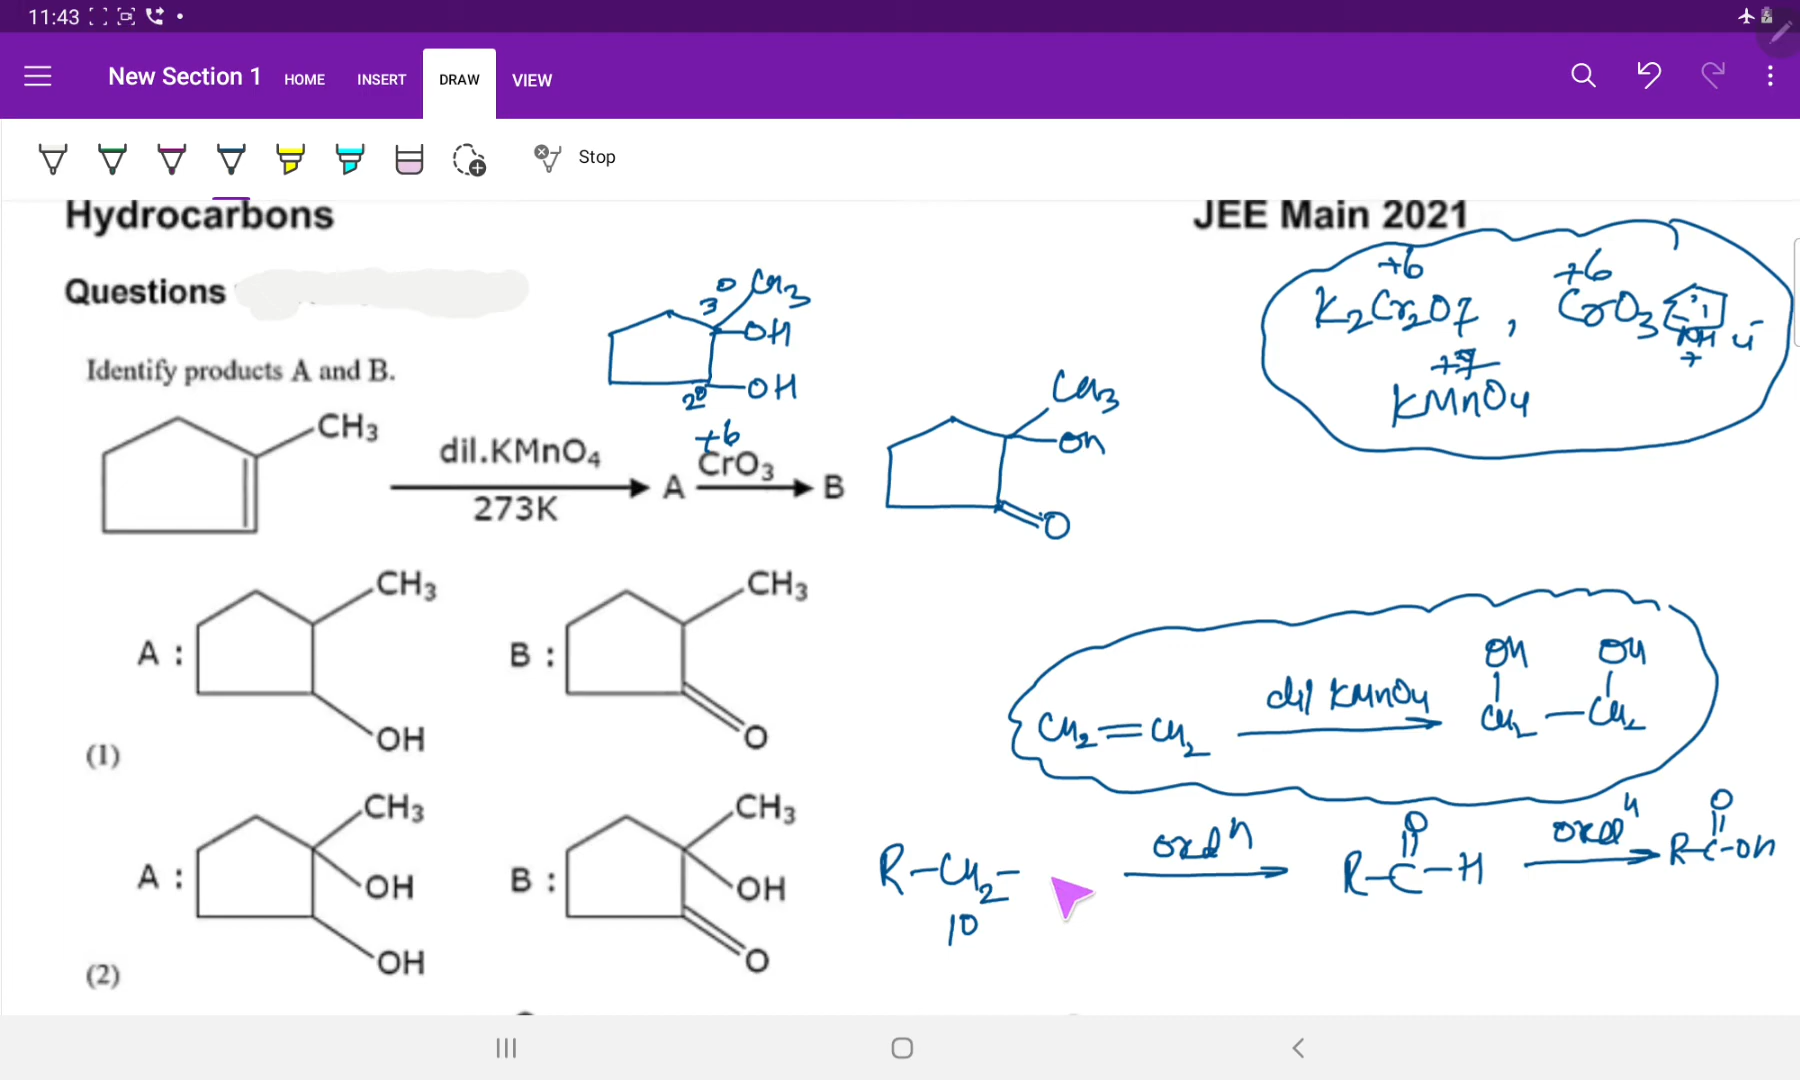 11:43
New Section 1 HOME INSERT DRAW VIEW
Stop
Hydrocarbons
JEE Main 2021
Questions
Identify products A and B.
CH3
dil.KMnO4
273K
A
+6
CrO3
B
3° CH3
OH
2° OH
CH3
OH
O
+6 +6
K2Cr2O7 , CrO3
+7
KMnO4
A :
CH3
OH
B :
CH3
O
(1)
A :
CH3
OH
OH
B :
CH3
OH
O
(2)
OH OH
CH2=CH2 dil KMnO4 CH2-CH2
O O
R-CH2- oxdn R-C-H oxdn R-C-OH
1°